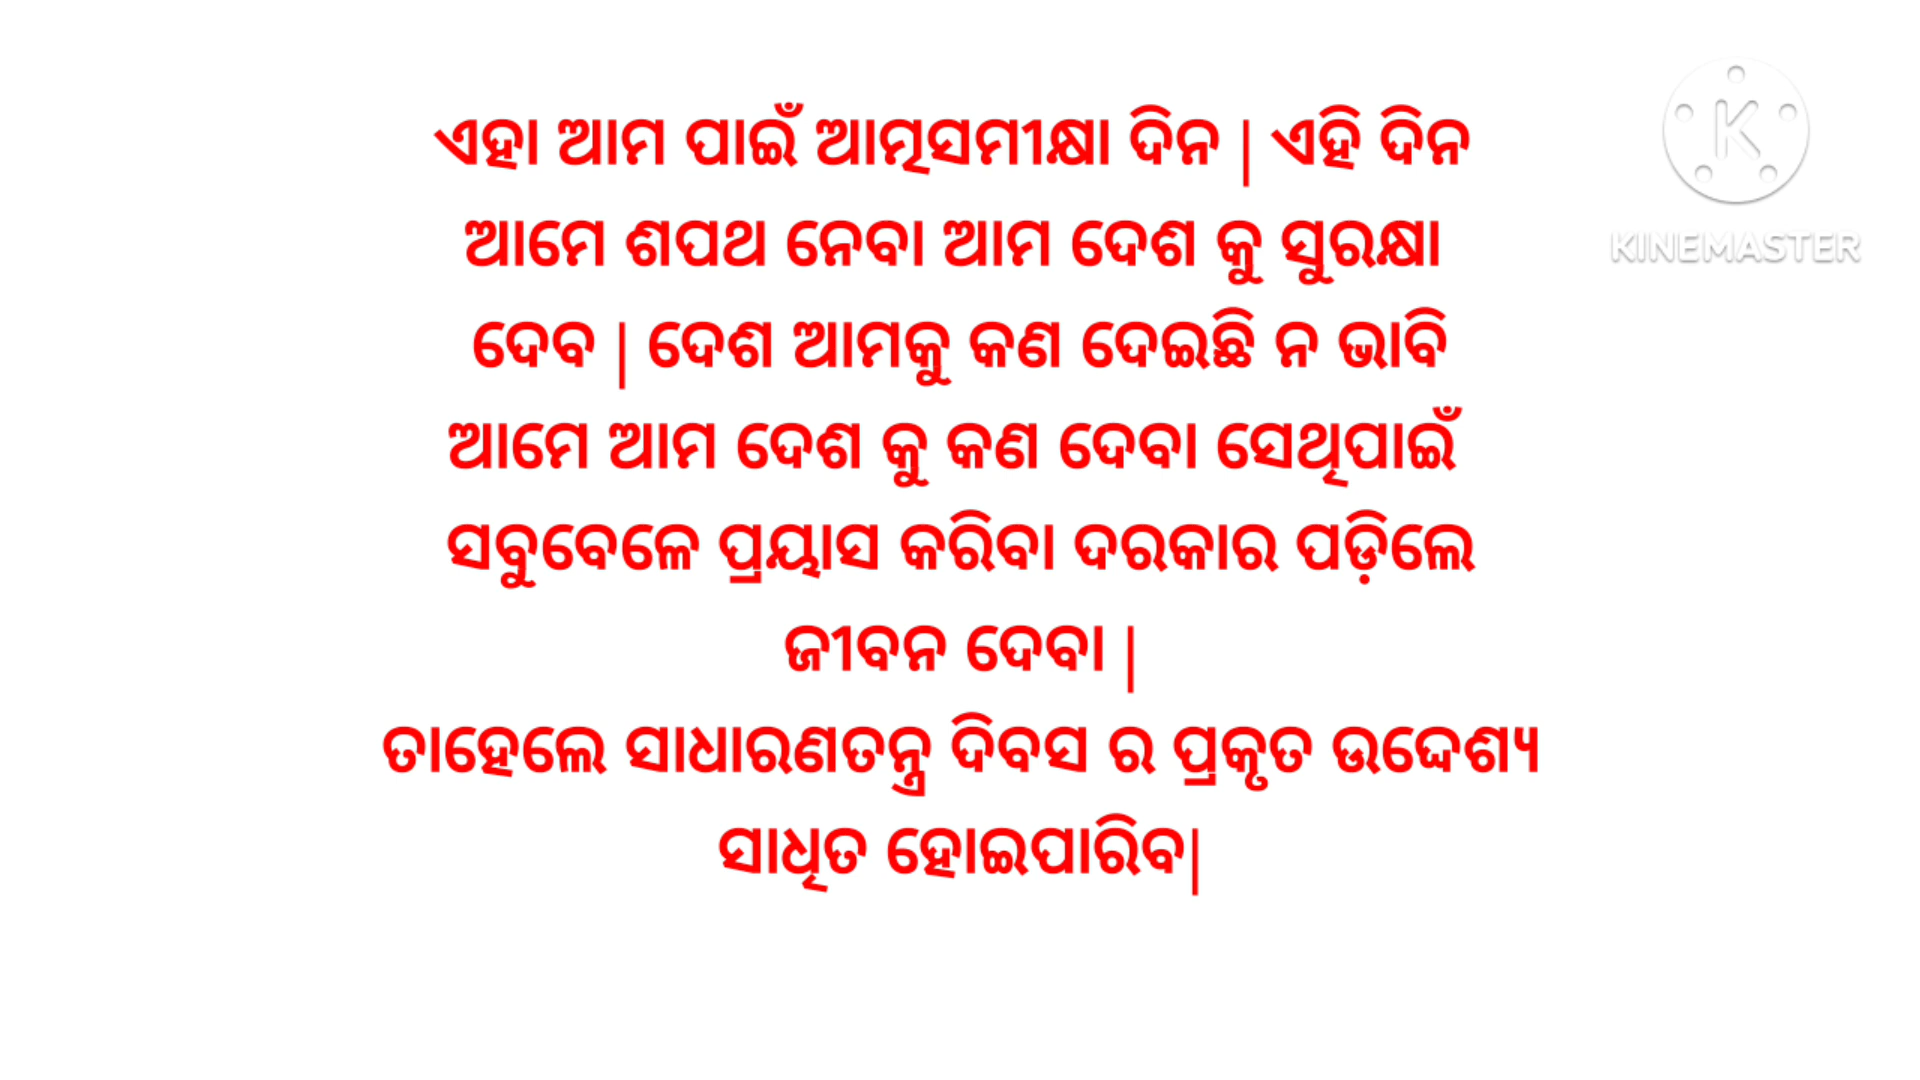 ଏହା ଆମ ପାଇଁ ଆତ୍ମସମୀକ୍ଷା ଦିନ | ଏହି ଦିନ
ଆମେ ଶପଥ ନେବା ଆମ ଦେଶ କୁ ସୁରକ୍ଷା
ଦେବ | ଦେଶ ଆମକୁ କଣ ଦେଇଛି ନ ଭାବି
ଆମେ ଆମ ଦେଶ କୁ କଣ ଦେବା ସେଥିପାଇଁ
ସବୁବେଳେ ପ୍ରୟାସ କରିବା ଦରକାର ପଡ଼ିଲେ
ଜୀବନ ଦେବା |
ତାହେଲେ ସାଧାରଣତନ୍ତ୍ର ଦିବସ ର ପ୍ରକୃତ ଉଦ୍ଦେଶ୍ୟ
ସାଧିତ ହୋଇପାରିବ|
K
KINEMASTER